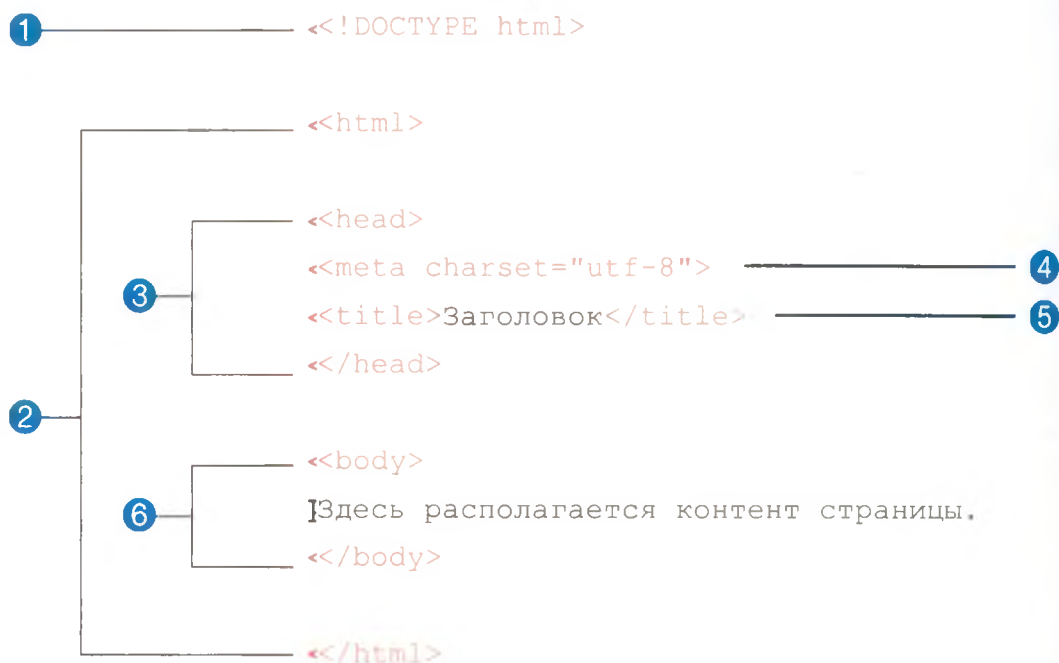 1 <!DOCTYPE html>
<html>
<head>
<meta charset="utf-8"> 4
3 <title>Заголовок</title> 5
</head>
2
<body>
6 Здесь располагается контент страницы.
</body>
</html>